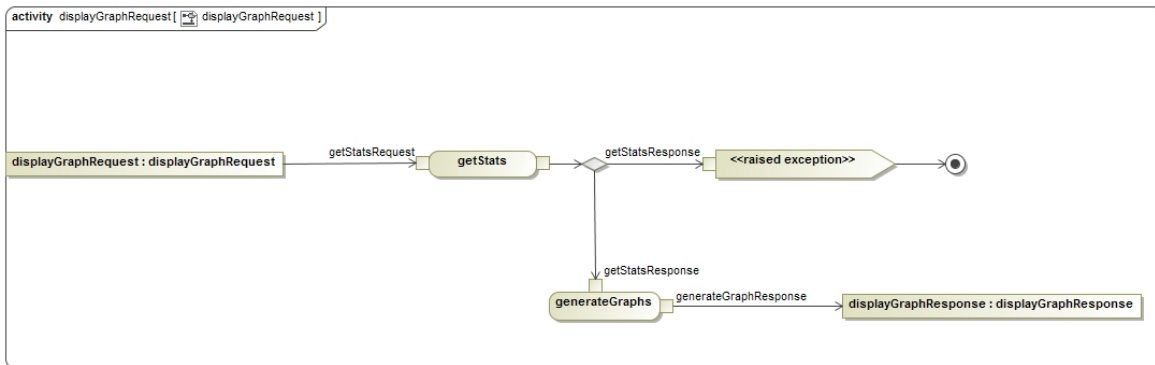 activity displayGraphRequest [ displayGraphRequest ]
displayGraphRequest : displayGraphRequest
getStatsRequest
getStats
getStatsResponse
<<raised exception>>
getStatsResponse
generateGraphs
generateGraphResponse
displayGraphResponse : displayGraphResponse